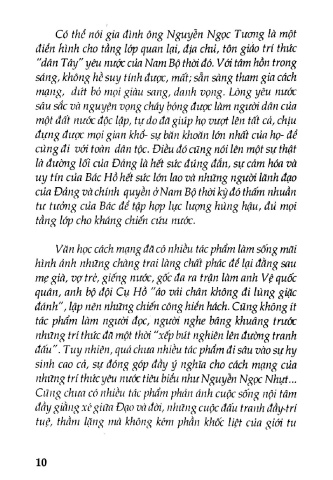 Có thể nói gia đình ông Nguyễn Ngọc Tương là một
điển hình cho tầng lớp quan lại, địa chủ, tôn giáo trí thức
"dân Tây" yêu nước của Nam Bộ thời đó. Với tâm hồn trong
sáng, không hề suy tính được, mất; sẵn sàng tham gia cách
mạng, dứt bỏ mọi giàu sang, danh vọng. Lòng yêu nước
sâu sắc và nguyện vọng cháy bỏng được làm người dân của
một đất nước độc lập, tự do đã giúp họ vượt lên tất cả, chịu
đựng được mọi gian khổ- sự băn khoăn lớn nhất của họ- để
cùng đi với toàn dân tộc. Điều đó cũng nói lên một sự thật
là đường lối của Đảng là hết sức đúng đắn, sự cảm hóa và
uy tín của Bác Hồ hết sức lớn lao và những người lãnh đạo
của Đảng và chính quyền ở Nam Bộ thời kỳ đó thấm nhuần
tư tưởng của Bác để tập hợp lực lượng hùng hậu, đủ mọi
tầng lớp cho kháng chiến cứu nước.
Văn học cách mạng đã có nhiều tác phẩm làm sống mãi
hình ảnh những chàng trai làng chất phác để lại đằng sau
mẹ già, vợ trẻ, giếng nước, gốc đa ra trận làm anh Vệ quốc
quân, anh bộ đội Cụ Hồ "áo vải chân không đi lùng giặc
đánh", lập nên những chiến công hiển hách. Cũng không ít
tác phẩm làm người đọc, người nghe bâng khuâng trước
những trí thức đã một thời "xếp bút nghiên lên đường tranh
đấu". Tuy nhiên, quá chưa nhiều tác phẩm đi sâu vào sự hy
sinh cao cả, sự đóng góp đầy ý nghĩa cho cách mạng của
những trí thức yêu nước tiêu biểu như Nguyễn Ngọc Nhựt...
Cũng chưa có nhiều tác phẩm phản ánh cuộc sống nội tâm
đầy giằng xé giữa Đạo và đời, những cuộc đấu tranh đầy-trí
tuệ, thầm lặng mà không kém phần khốc liệt của giới tu
10